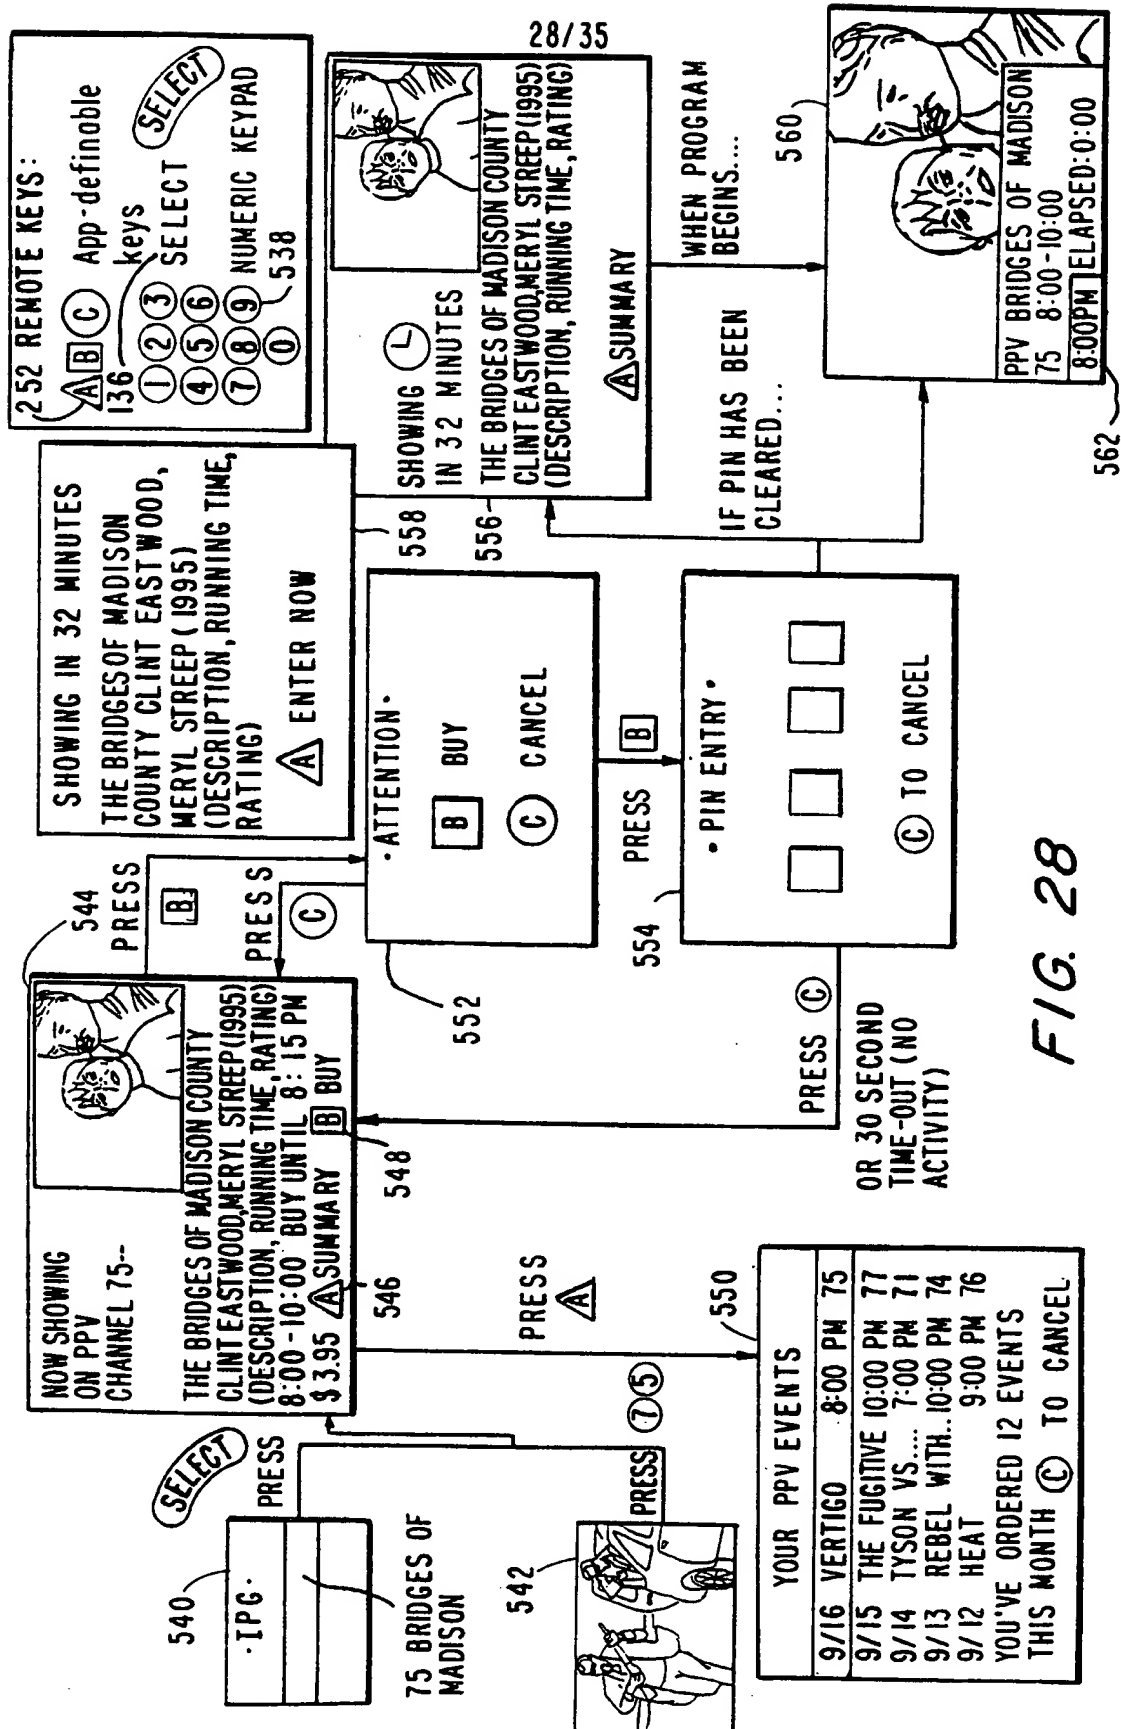 28/35
252 REMOTE KEYS:
A B C App-definable
keys
136 SELECT
SELECT
1 2 3
4 5 6
7 8 9 NUMERIC KEYPAD
0 538
544
NOW SHOWING
ON PPV
CHANNEL 75--
THE BRIDGES OF MADISON COUNTY
CLINT EASTWOOD,MERYL STREEP(1995)
(DESCRIPTION, RUNNING TIME, RATING)
8:00-10:00 BUY UNTIL 8:15 PM
$3.95 A SUMMARY B BUY
546
548
PRESS
B
PRESS
C
SHOWING IN 32 MINUTES
THE BRIDGES OF MADISON
COUNTY CLINT EASTWOOD,
MERYL STREEP (1995)
(DESCRIPTION, RUNNING TIME,
RATING)
A ENTER NOW
558
SHOWING
IN 32 MINUTES
THE BRIDGES OF MADISON COUNTY
CLINT EASTWOOD,MERYL STREEP(1995)
(DESCRIPTION, RUNNING TIME, RATING)
A SUMMARY
556
SELECT
PRESS
540
·IPG·
75 BRIDGES OF
MADISON
542
PRESS 7 5
PRESS
A
552
·ATTENTION·
B BUY
C CANCEL
PRESS B
554
·PIN ENTRY·
C TO CANCEL
PRESS C
OR 30 SECOND
TIME-OUT (NO
ACTIVITY)
IF PIN HAS BEEN
CLEARED...
WHEN PROGRAM
BEGINS....
560
PPV BRIDGES OF MADISON
75 8:00-10:00
8:00PM ELAPSED:0:00
562
550
YOUR PPV EVENTS
9/16 VERTIGO 8:00 PM 75
9/15 THE FUGITIVE 10:00 PM 77
9/14 TYSON VS.... 7:00 PM 71
9/13 REBEL WITH...10:00 PM 74
9/12 HEAT 9:00 PM 76
YOU'VE ORDERED 12 EVENTS
THIS MONTH C TO CANCEL
FIG. 28